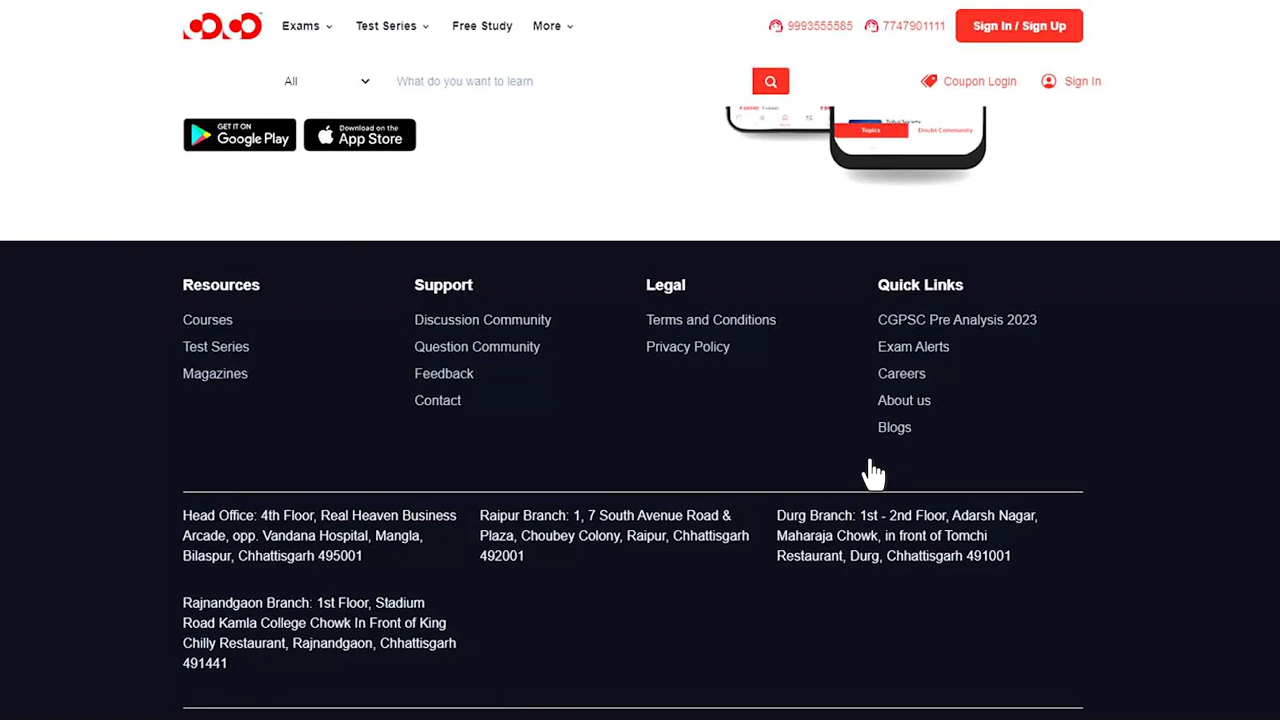 Exams Test Series Free Study More 9993555585 7747901111 Sign In / Sign Up
All What do you want to learn Coupon Login Sign In
GET IT ON
Google Play
Download on the
App Store
Topics Doubt Community
Resources
Courses
Test Series
Magazines
Support
Discussion Community
Question Community
Feedback
Contact
Legal
Terms and Conditions
Privacy Policy
Quick Links
CGPSC Pre Analysis 2023
Exam Alerts
Careers
About us
Blogs
Head Office: 4th Floor, Real Heaven Business
Arcade, opp. Vandana Hospital, Mangla,
Bilaspur, Chhattisgarh 495001
Raipur Branch: 1, 7 South Avenue Road &
Plaza, Choubey Colony, Raipur, Chhattisgarh
492001
Durg Branch: 1st - 2nd Floor, Adarsh Nagar,
Maharaja Chowk, in front of Tomchi
Restaurant, Durg, Chhattisgarh 491001
Rajnandgaon Branch: 1st Floor, Stadium
Road Kamla College Chowk In Front of King
Chilly Restaurant, Rajnandgaon, Chhattisgarh
491441